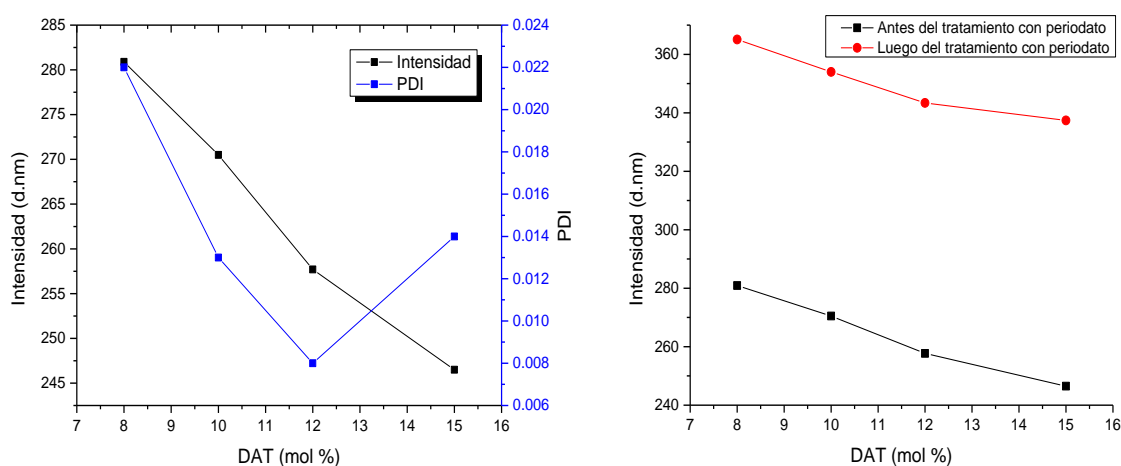 Intensidad
PDI
Intensidad (d.nm)
285
280
275
270
265
260
255
250
245
0.024
0.022
0.020
0.018
0.016
0.014
0.012
0.010
0.008
0.006
PDI
7 8 9 10 11 12 13 14 15 16
DAT (mol %)
Antes del tratamiento con periodato
Luego del tratamiento con periodato
Intensidad (d.nm)
360
340
320
300
280
260
240
7 8 9 10 11 12 13 14 15 16
DAT (mol %)